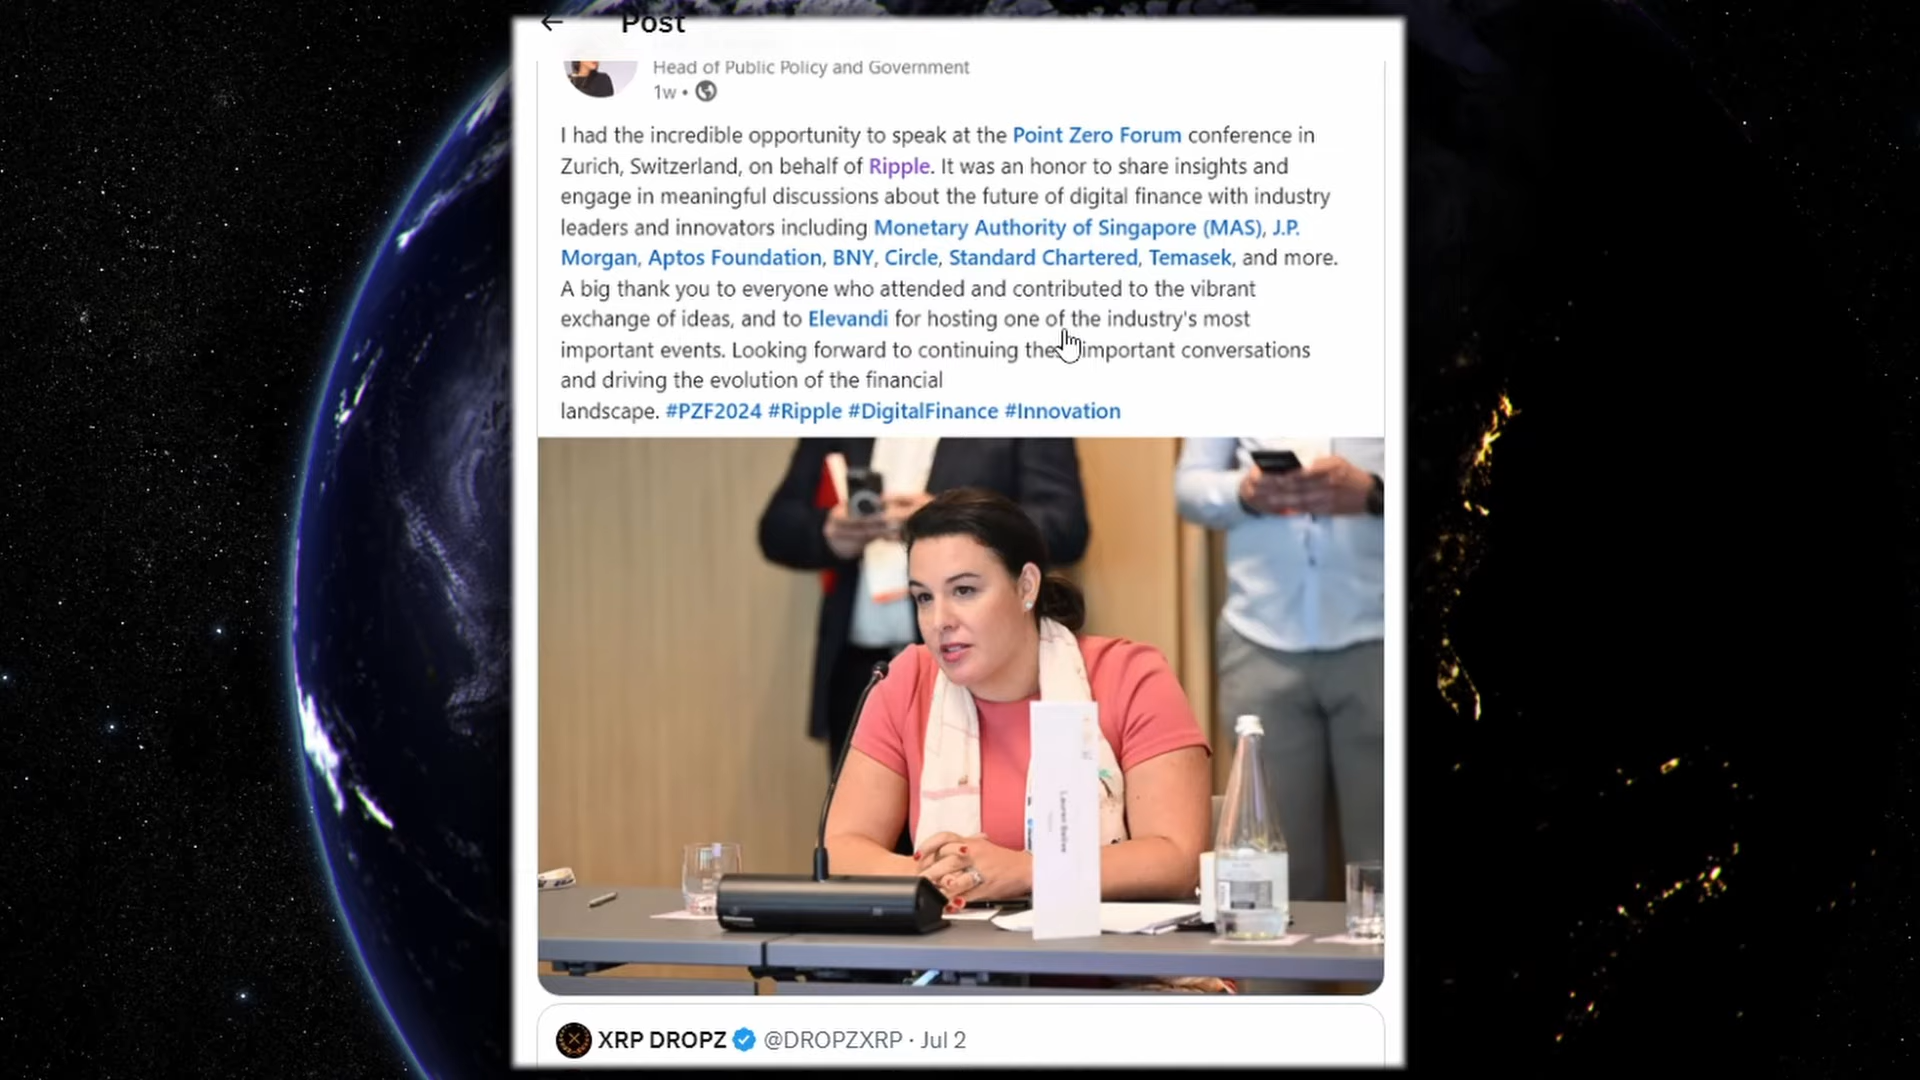 Post
Head of Public Policy and Government
1w •
I had the incredible opportunity to speak at the Point Zero Forum conference in
Zurich, Switzerland, on behalf of Ripple. It was an honor to share insights and
engage in meaningful discussions about the future of digital finance with industry
leaders and innovators including Monetary Authority of Singapore (MAS), J.P.
Morgan, Aptos Foundation, BNY, Circle, Standard Chartered, Temasek, and more.
A big thank you to everyone who attended and contributed to the vibrant
exchange of ideas, and to Elevandi for hosting one of the industry's most
important events. Looking forward to continuing important conversations
and driving the evolution of the financial
landscape. #PZF2024 #Ripple #DigitalFinance #Innovation
XRP DROPZ @DROPZXRP · Jul 2